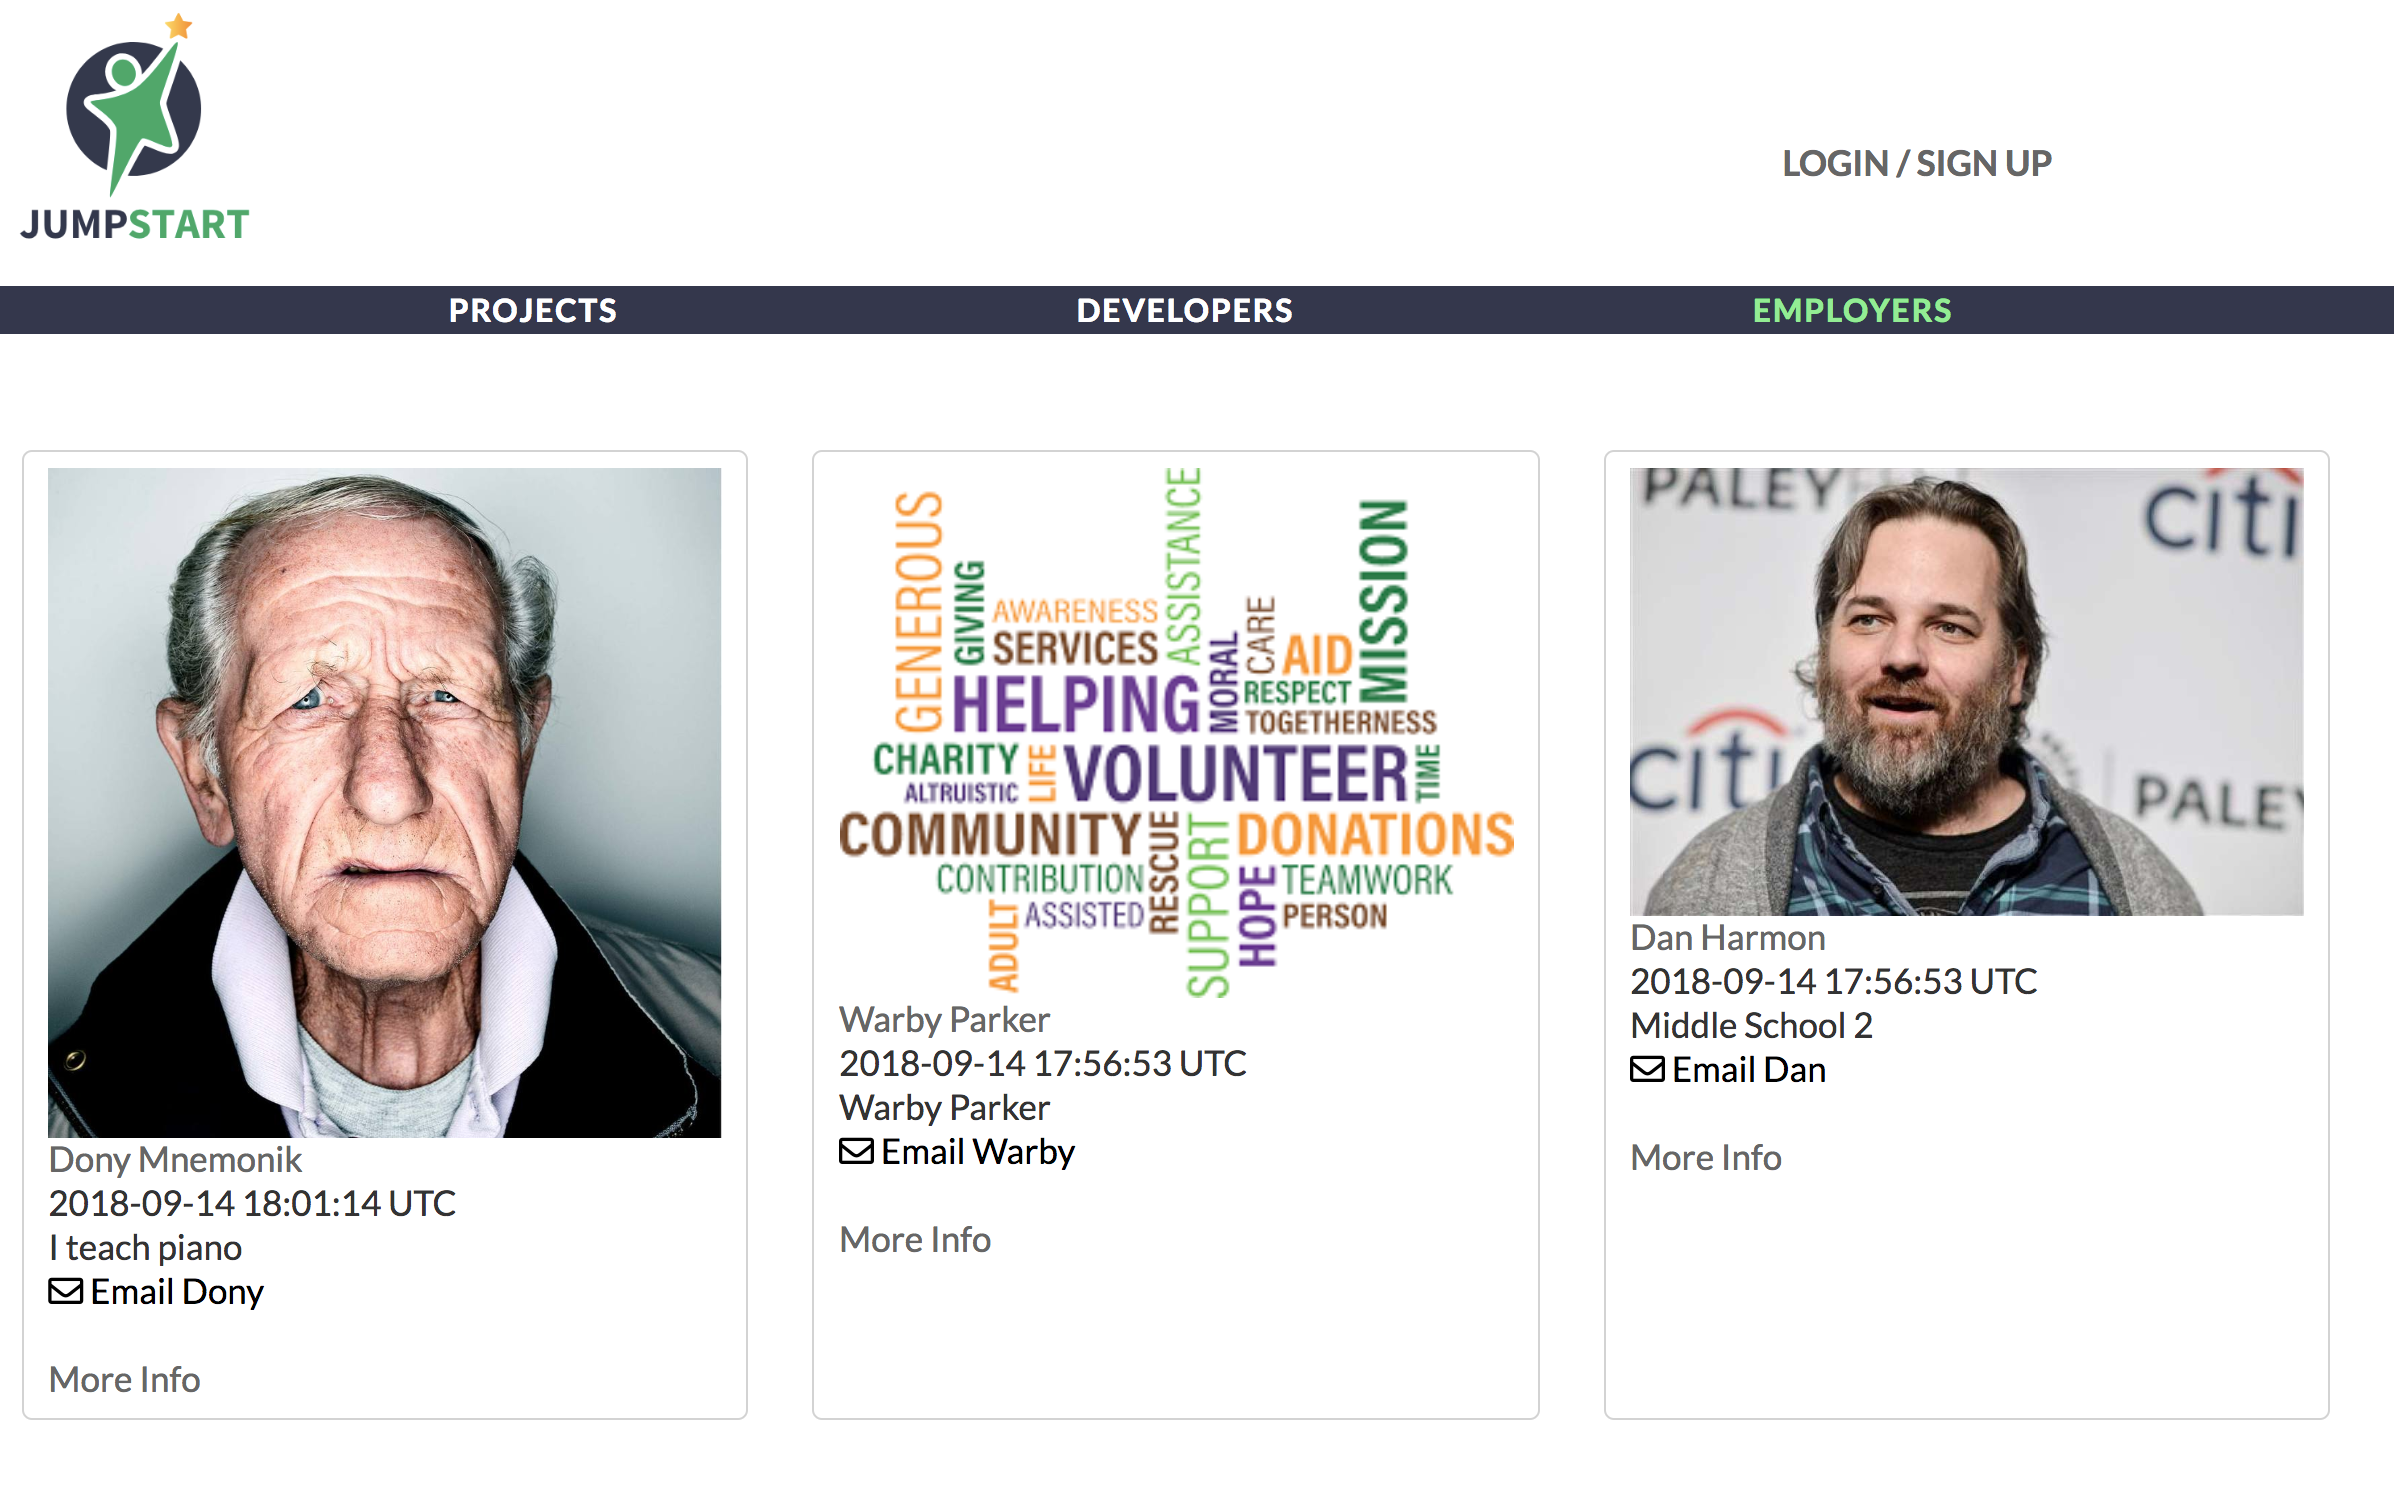 JUMPSTART
LOGIN / SIGN UP
PROJECTS
DEVELOPERS
EMPLOYERS
Dony Mnemonik
2018-09-14 18:01:14 UTC
I teach piano
Email Dony
More Info
GENEROUS
GIVING
AWARENESS
SERVICES
ASSISTANCE
HELPING
MORAL
CARE
AID
MISSION
RESPECT
TOGETHERNESS
CHARITY
ALTRUISTIC
LIFE
VOLUNTEER
TIME
COMMUNITY
RESCUE
SUPPORT
DONATIONS
CONTRIBUTION
HOPE
TEAMWORK
ADULT
ASSISTED
PERSON
Warby Parker
2018-09-14 17:56:53 UTC
Warby Parker
Email Warby
More Info
PALEY
citi
citi
PALEY
Dan Harmon
2018-09-14 17:56:53 UTC
Middle School 2
Email Dan
More Info